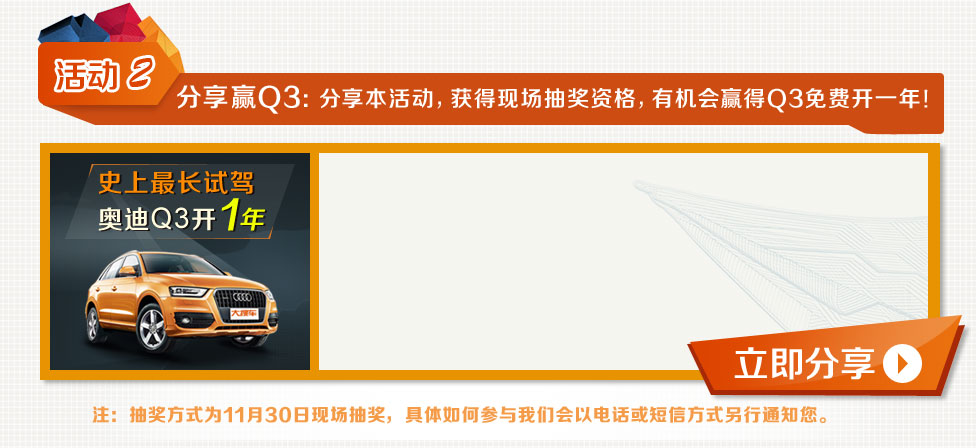 活动2
分享赢Q3: 分享本活动, 获得现场抽奖资格, 有机会赢得Q3免费开一年!
史上最长试驾
奥迪Q3开1年
大搜车
立即分享
注：抽奖方式为11月30日现场抽奖，具体如何参与我们会以电话或短信方式另行通知您。